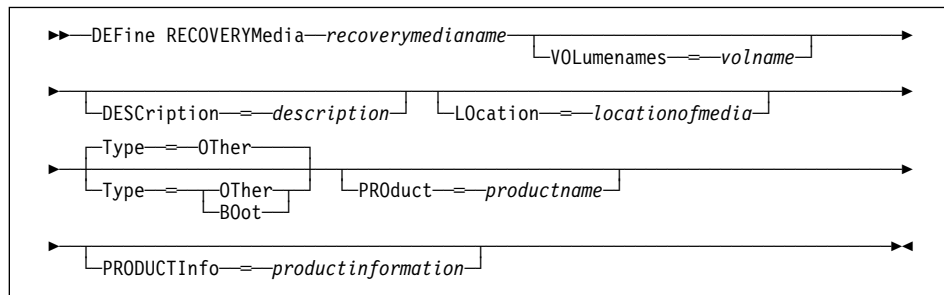 DEFine RECOVERYMedia recoverymedianame
VOLumenames = volname
DESCription = description LOcation = locationofmedia
Type = OTher
Type = OTher PROduct = productname
BOot
PRODUCTInfo = productinformation